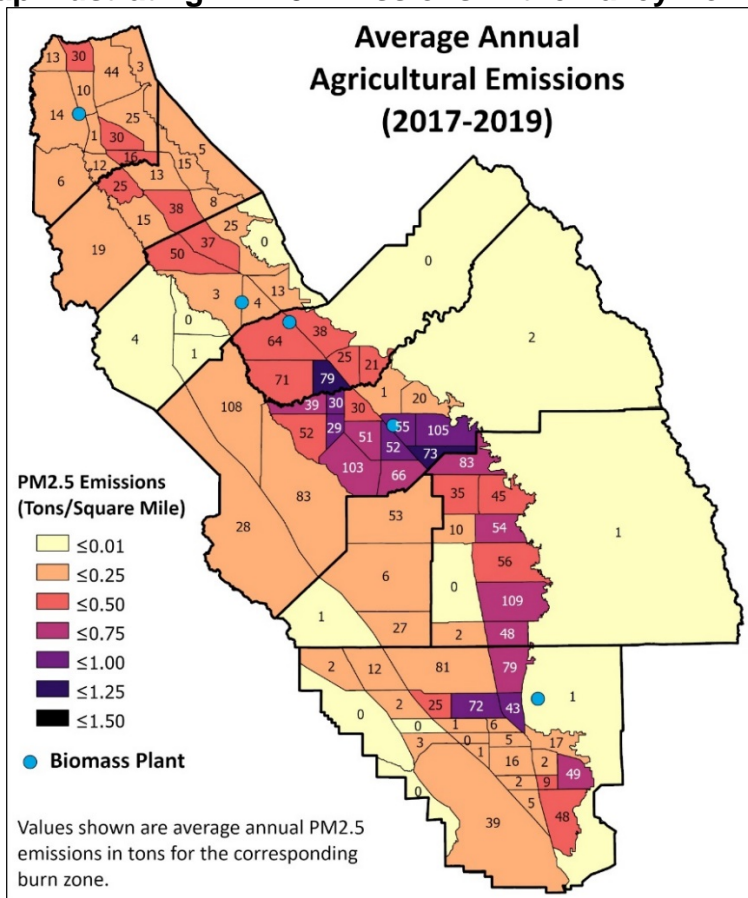 Average Annual
Agricultural Emissions
(2017-2019)
13 30 44 3
10
14 25
1 30 5
12 16 15
6 25 13
38 8
15 25
19 37 0
50
0
13
3 4
2
0 38
4 64
1 25 21
71 79
1 20
108 39 30 30
55 105
29 51
52 52 73
103 66 83
83 35 45
53
28 10 54
1
56
6 0
109
1
27 2 48
79
81
2 12
1
2 25 72 43
0 0 1 6
3 0 5 17
1 16 2
49
2 9
0
5 48
39
PM2.5 Emissions
(Tons/Square Mile)
≤0.01
≤0.25
≤0.50
≤0.75
≤1.00
≤1.25
≤1.50
Biomass Plant
Values shown are average annual PM2.5
emissions in tons for the corresponding
burn zone.